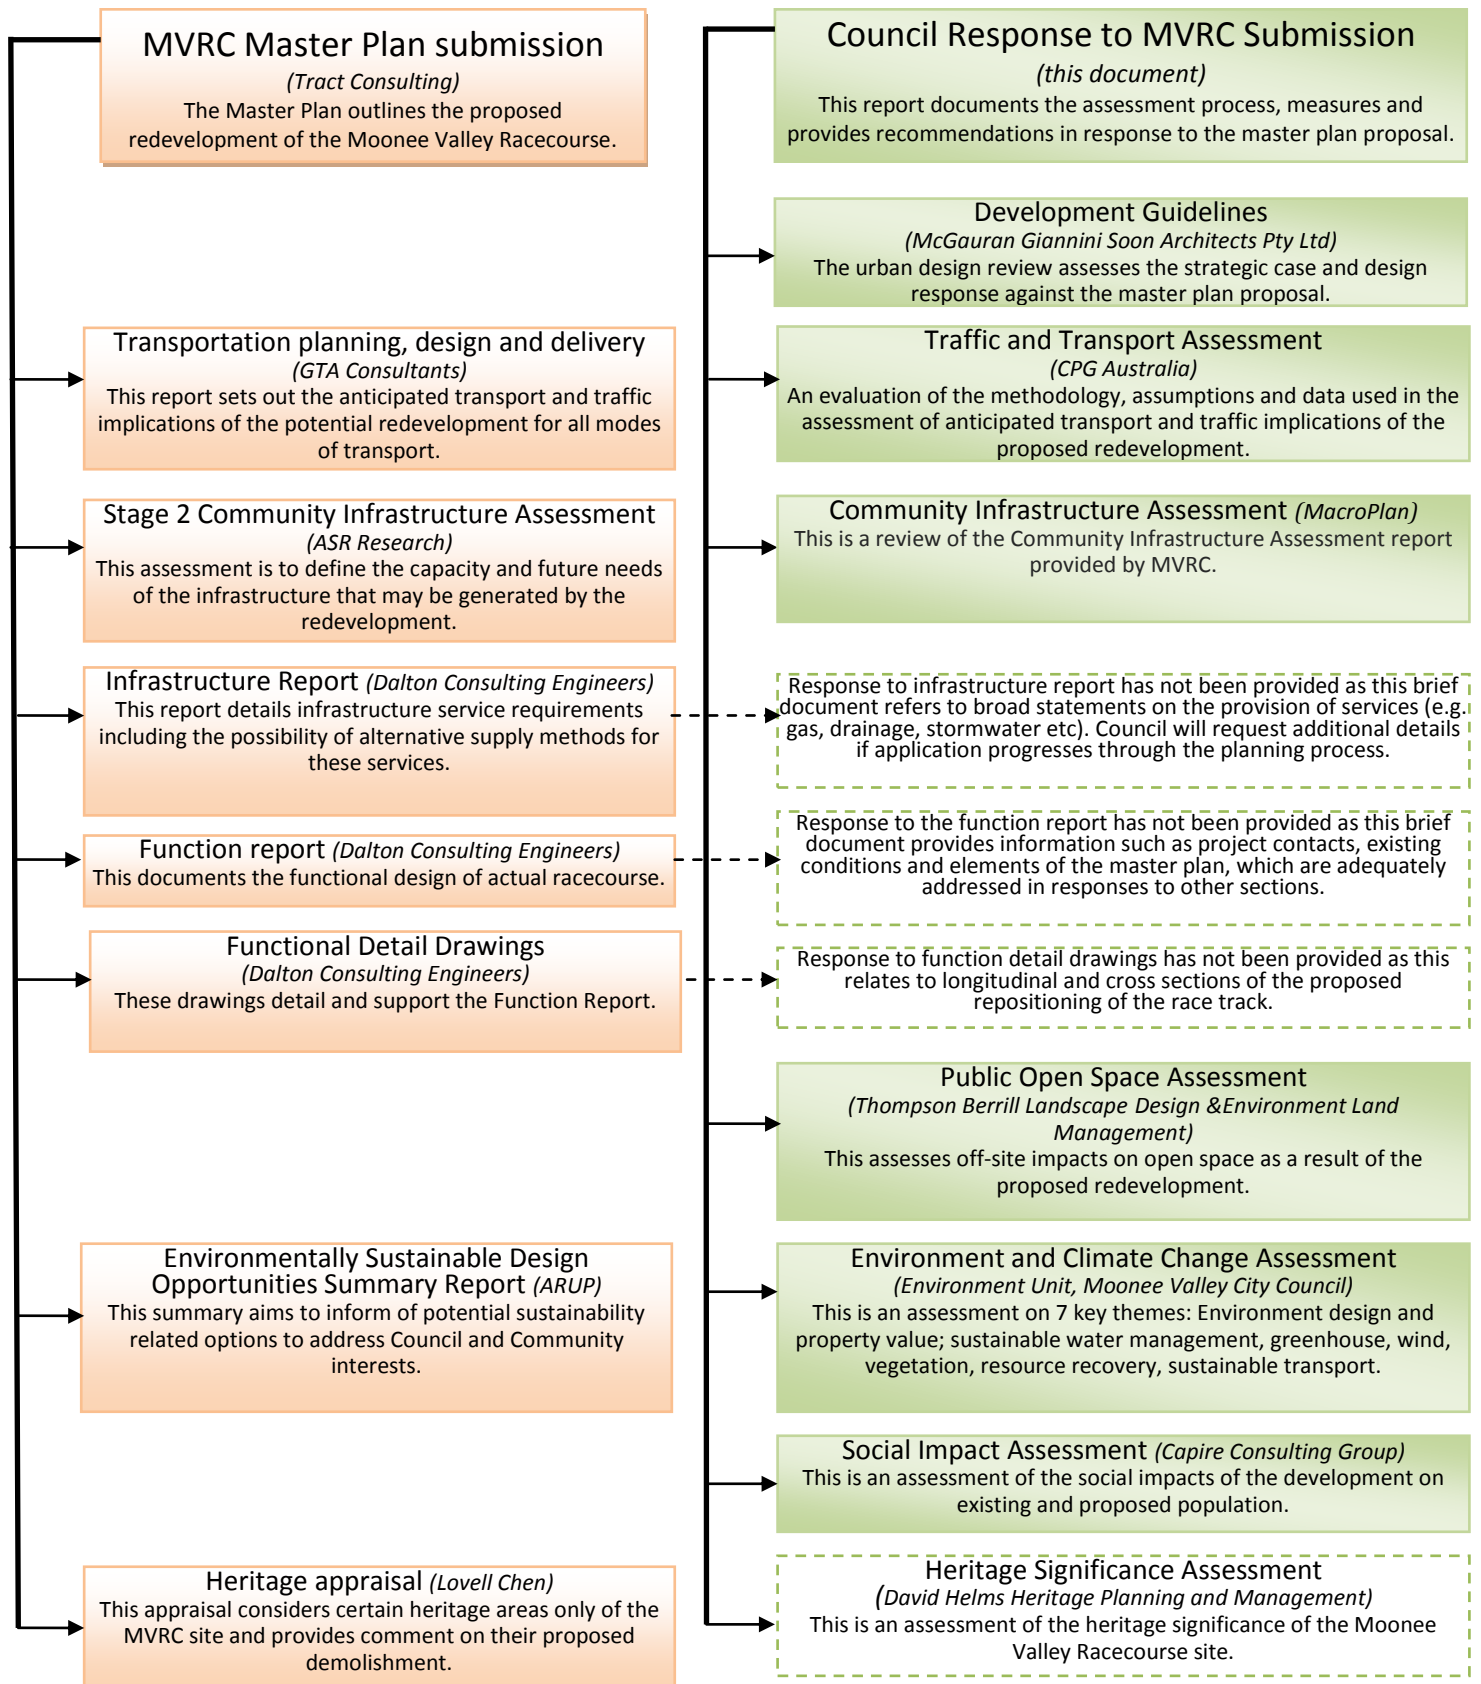 MVRC Master Plan submission
(Tract Consulting)
The Master Plan outlines the proposed
redevelopment of the Moonee Valley Racecourse.
Transportation planning, design and delivery
(GTA Consultants)
This report sets out the anticipated transport and traffic
implications of the potential redevelopment for all modes
of transport.
Stage 2 Community Infrastructure Assessment
(ASR Research)
This assessment is to define the capacity and future needs
of the infrastructure that may be generated by the
redevelopment.
Infrastructure Report (Dalton Consulting Engineers)
This report details infrastructure service requirements
including the possibility of alternative supply methods for
these services.
Function report (Dalton Consulting Engineers)
This documents the functional design of actual racecourse.
Functional Detail Drawings
(Dalton Consulting Engineers)
These drawings detail and support the Function Report.
Environmentally Sustainable Design
Opportunities Summary Report (ARUP)
This summary aims to inform of potential sustainability
related options to address Council and Community
interests.
Heritage appraisal (Lovell Chen)
This appraisal considers certain heritage areas only of the
MVRC site and provides comment on their proposed
demolishment.
Council Response to MVRC Submission
(this document)
This report documents the assessment process, measures and
provides recommendations in response to the master plan proposal.
Development Guidelines
(McGauran Giannini Soon Architects Pty Ltd)
The urban design review assesses the strategic case and design
response against the master plan proposal.
Traffic and Transport Assessment
(CPG Australia)
An evaluation of the methodology, assumptions and data used in the
assessment of anticipated transport and traffic implications of the
proposed redevelopment.
Community Infrastructure Assessment (MacroPlan)
This is a review of the Community Infrastructure Assessment report
provided by MVRC.
Response to infrastructure report has not been provided as this brief
document refers to broad statements on the provision of services (e.g.
gas, drainage, stormwater etc). Council will request additional details
if application progresses through the planning process.
Response to the function report has not been provided as this brief
document provides information such as project contacts, existing
conditions and elements of the master plan, which are adequately
addressed in responses to other sections.
Response to function detail drawings has not been provided as this
relates to longitudinal and cross sections of the proposed
repositioning of the race track.
Public Open Space Assessment
(Thompson Berrill Landscape Design &Environment Land
Management)
This assesses off-site impacts on open space as a result of the
proposed redevelopment.
Environment and Climate Change Assessment
(Environment Unit, Moonee Valley City Council)
This is an assessment on 7 key themes: Environment design and
property value; sustainable water management, greenhouse, wind,
vegetation, resource recovery, sustainable transport.
Social Impact Assessment (Capire Consulting Group)
This is an assessment of the social impacts of the development on
existing and proposed population.
Heritage Significance Assessment
(David Helms Heritage Planning and Management)
This is an assessment of the heritage significance of the Moonee
Valley Racecourse site.